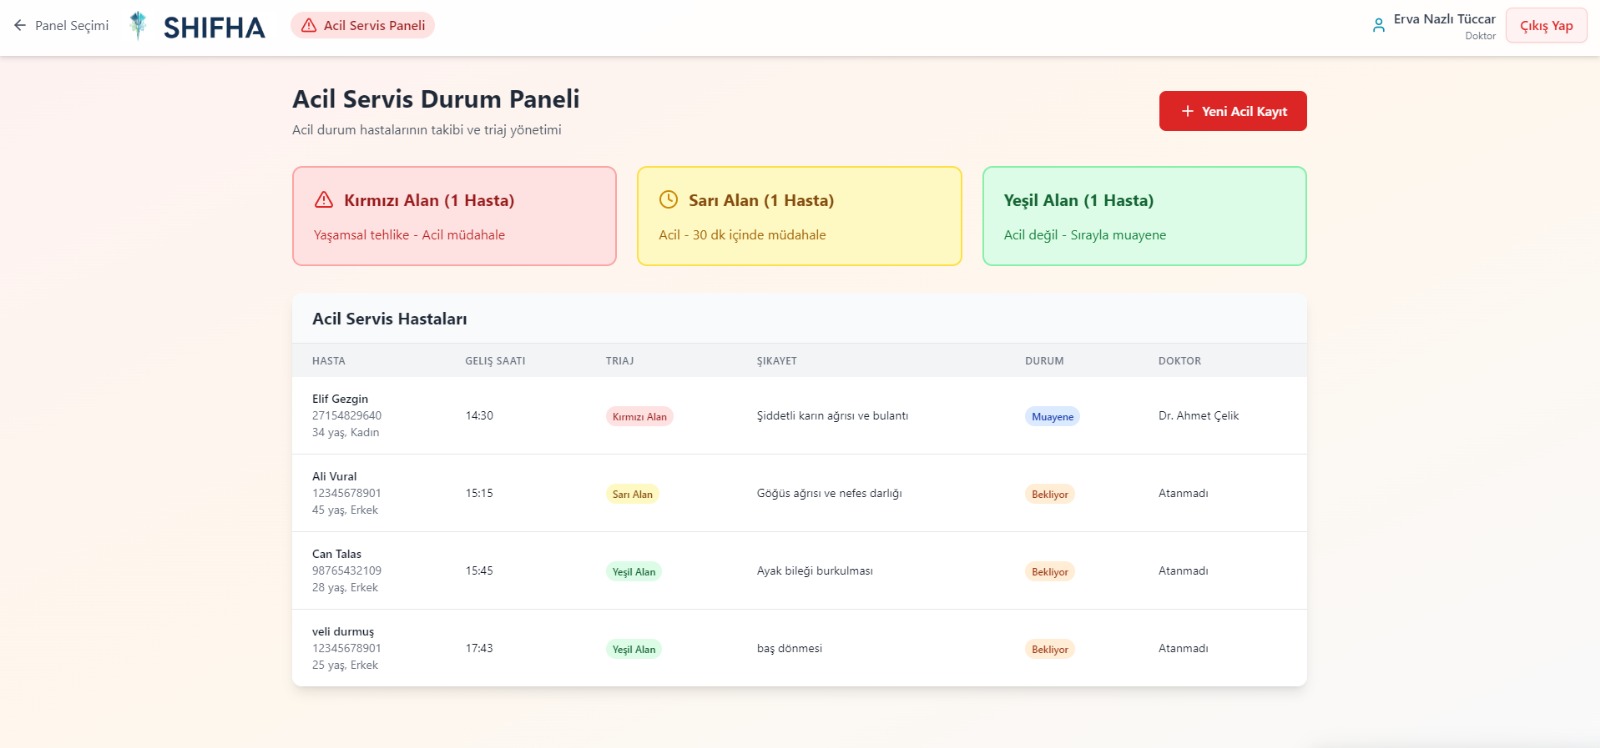 Panel Seçimi
SHIFHA
Acil Servis Paneli
Erva Nazlı Tüccar
Doktor
Çıkış Yap
Acil Servis Durum Paneli
Acil durum hastalarının takibi ve triaj yönetimi
+ Yeni Acil Kayıt
Kırmızı Alan (1 Hasta)
Yaşamsal tehlike - Acil müdahale
Sarı Alan (1 Hasta)
Acil - 30 dk içinde müdahale
Yeşil Alan (1 Hasta)
Acil değil - Sırayla muayene
Acil Servis Hastaları
HASTA GELİŞ SAATI TRIAJ ŞIKAYET DURUM DOKTOR
Elif Gezgin
27154829640 14:30 Kırmızı Alan Şiddetli karın ağrısı ve bulantı Muayene Dr. Ahmet Çelik
34 yaş, Kadın
Ali Vural
12345678901 15:15 Sarı Alan Göğüs ağrısı ve nefes darlığı Bekliyor Atanmadı
45 yaş, Erkek
Can Talas
98765432109 15:45 Yeşil Alan Ayak bileği burkulması Bekliyor Atanmadı
28 yaş, Erkek
veli durmuş
12345678901 17:43 Yeşil Alan baş dönmesi Bekliyor Atanmadı
25 yaş, Erkek